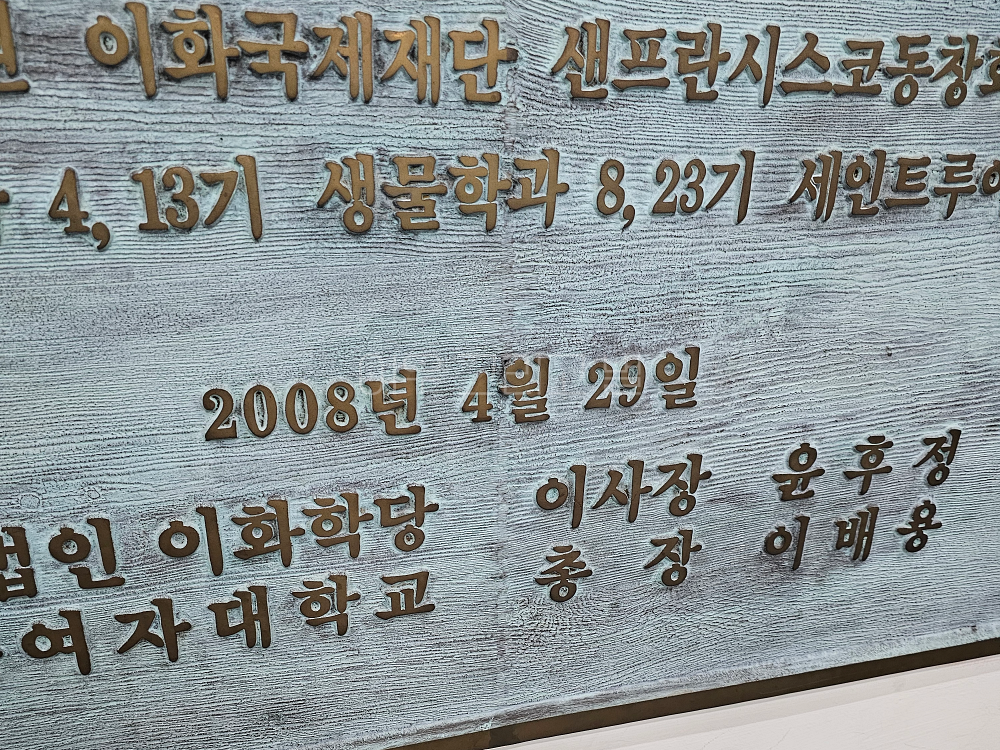 이화국제재단 샌프란시스코동창회
4, 13기 생물학과 8, 23기 세인트루이
2008년 4월 29일
법인 이화학당 이사장 윤후정
여자대학교 총 장 이배용